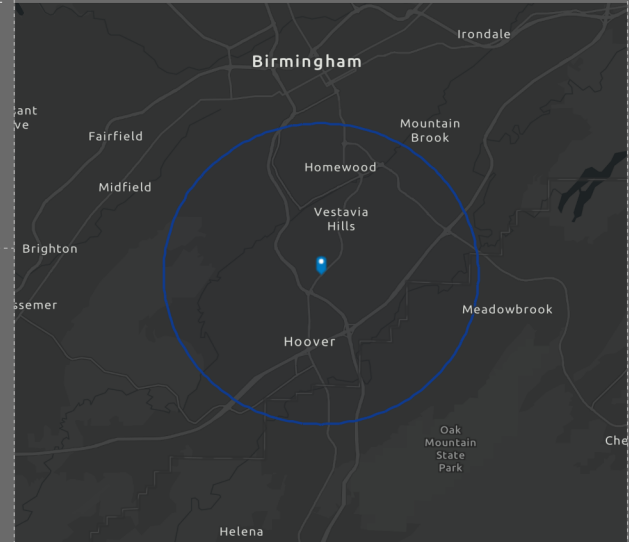 Irondale
Birmingham
Mountain
Brook
Fairfield
Homewood
Midfield
Vestavia
Hills
Brighton
Meadowbrook
Hoover
Oak
Mountain
State
Park
Helena